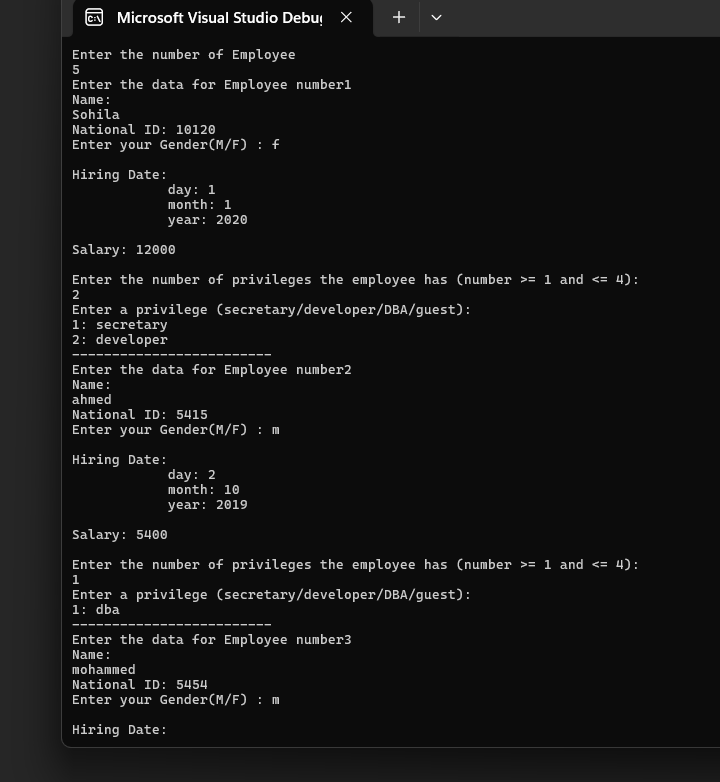 Microsoft Visual Studio Debug
Enter the number of Employee
5
Enter the data for Employee number1
Name:
Sohila
National ID: 10120
Enter your Gender(M/F) : f
Hiring Date:
day: 1
month: 1
year: 2020
Salary: 12000
Enter the number of privileges the employee has (number >= 1 and <= 4):
2
Enter a privilege (secretary/developer/DBA/guest):
1: secretary
2: developer
-------------------------
Enter the data for Employee number2
Name:
ahmed
National ID: 5415
Enter your Gender(M/F) : m
Hiring Date:
day: 2
month: 10
year: 2019
Salary: 5400
Enter the number of privileges the employee has (number >= 1 and <= 4):
1
Enter a privilege (secretary/developer/DBA/guest):
1: dba
-------------------------
Enter the data for Employee number3
Name:
mohammed
National ID: 5454
Enter your Gender(M/F) : m
Hiring Date: